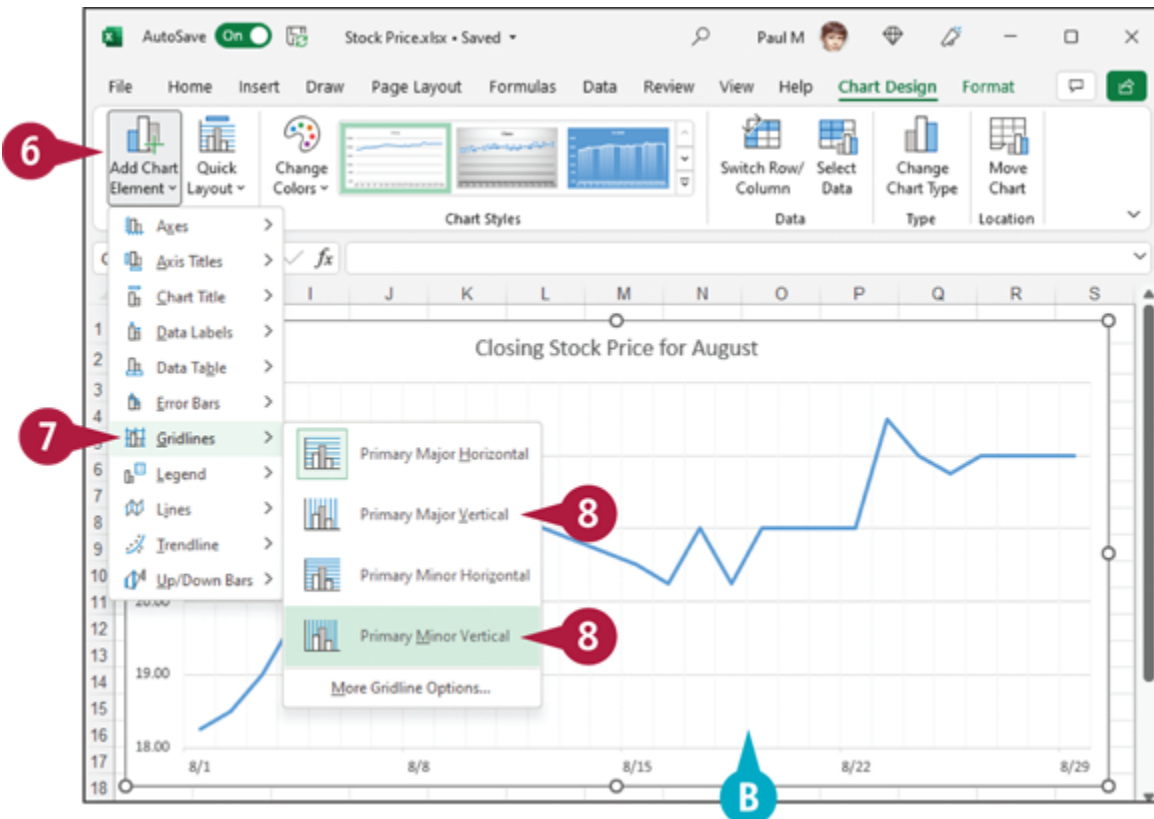 AutoSave On Stock Price.xlsx • Saved Paul M
File Home Insert Draw Page Layout Formulas Data Review View Help Chart Design Format
6
Add Chart Element
Quick Layout
Change Colors
Chart Styles
Switch Row/ Column
Select Data
Data
Change Chart Type
Type
Move Chart
Location
fx
I J K L M N O P Q R S
Axes
Axis Titles
Chart Title
Data Labels
Data Table
Error Bars
7
Gridlines
Legend
Lines
Trendline
Up/Down Bars
Primary Major Horizontal
Primary Major Vertical
8
Primary Minor Horizontal
Primary Minor Vertical
8
More Gridline Options...
1
2
3
4
6
7
8
9
10
11
12
13
14
15
16
17
18
Closing Stock Price for August
20.00
19.00
18.00
8/1 8/8 8/15 8/22 8/29
B